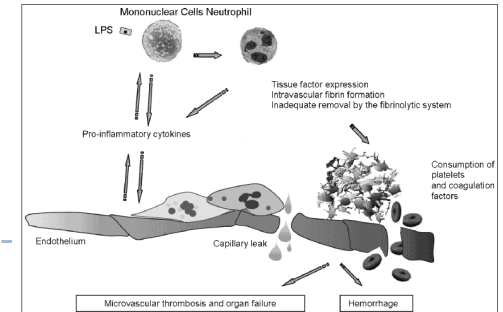 Mononuclear Cells Neutrophil
LPS
Tissue factor expression
Intravascular fibrin formation
Inadequate removal by the fibrinolytic system
Pro-inflammatory cytokines
Consumption of
platelets
and coagulation
factors
Endothelium
Capillary leak
Microvascular thrombosis and organ failure
Hemorrhage